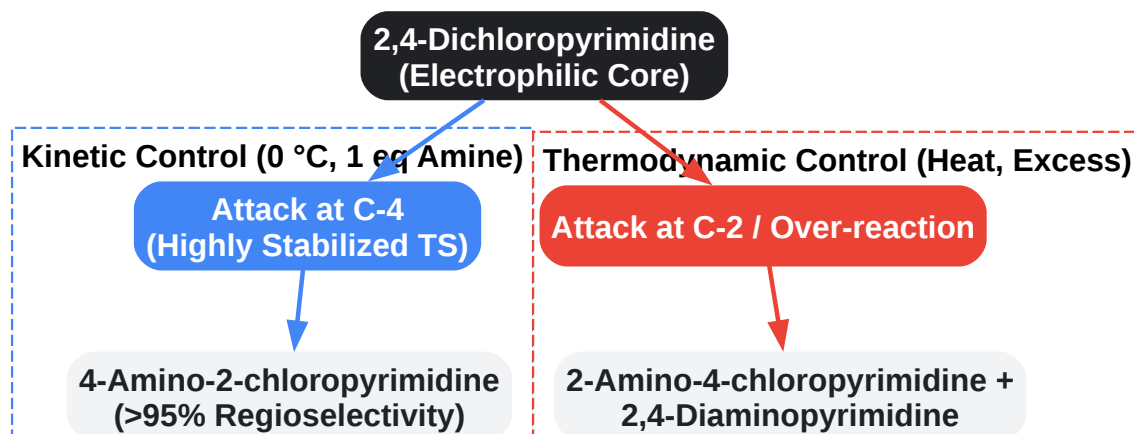 2,4-Dichloropyrimidine
(Electrophilic Core)
Kinetic Control (0 °C, 1 eq Amine)
Thermodynamic Control (Heat, Excess)
Attack at C-4
(Highly Stabilized TS)
Attack at C-2 / Over-reaction
4-Amino-2-chloropyrimidine
(>95% Regioselectivity)
2-Amino-4-chloropyrimidine +
2,4-Diaminopyrimidine